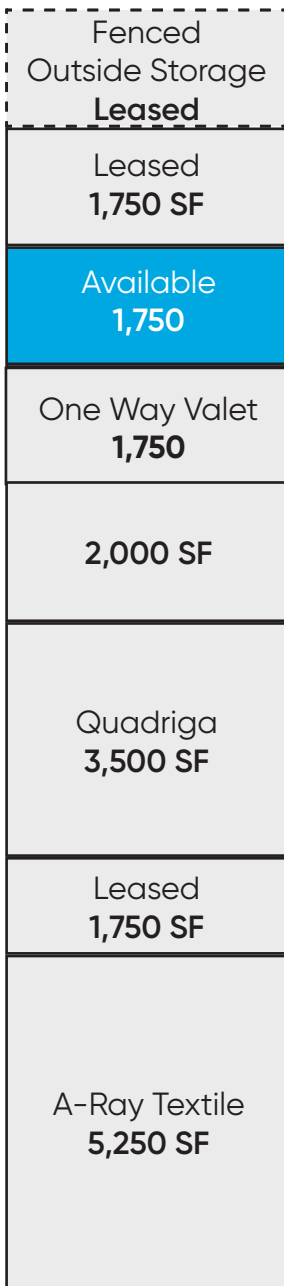 Fenced
Outside Storage
Leased
Leased
1,750 SF
Available
1,750
One Way Valet
1,750
2,000 SF
Quadriga
3,500 SF
Leased
1,750 SF
A-Ray Textile
5,250 SF